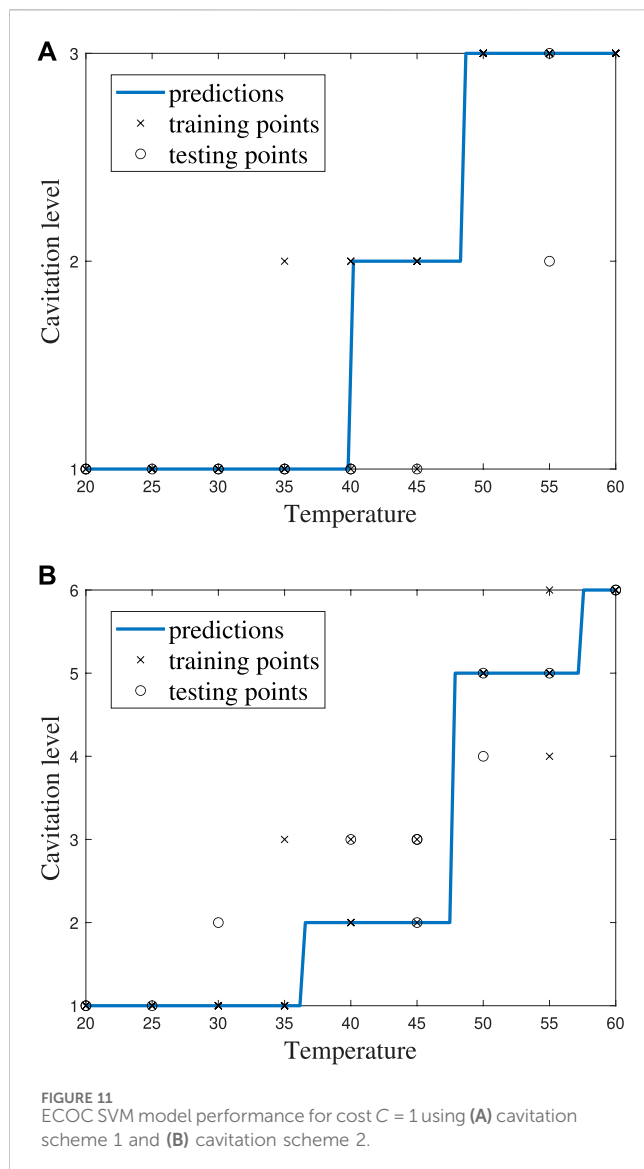 A
3
2
1
Cavitation level
predictions
training points
testing points
20 25 30 35 40 45 50 55 60
Temperature
B
6
5
4
3
2
1
Cavitation level
predictions
training points
testing points
20 25 30 35 40 45 50 55 60
Temperature
FIGURE 11
ECOC SVM model performance for cost C = 1 using (A) cavitation
scheme 1 and (B) cavitation scheme 2.